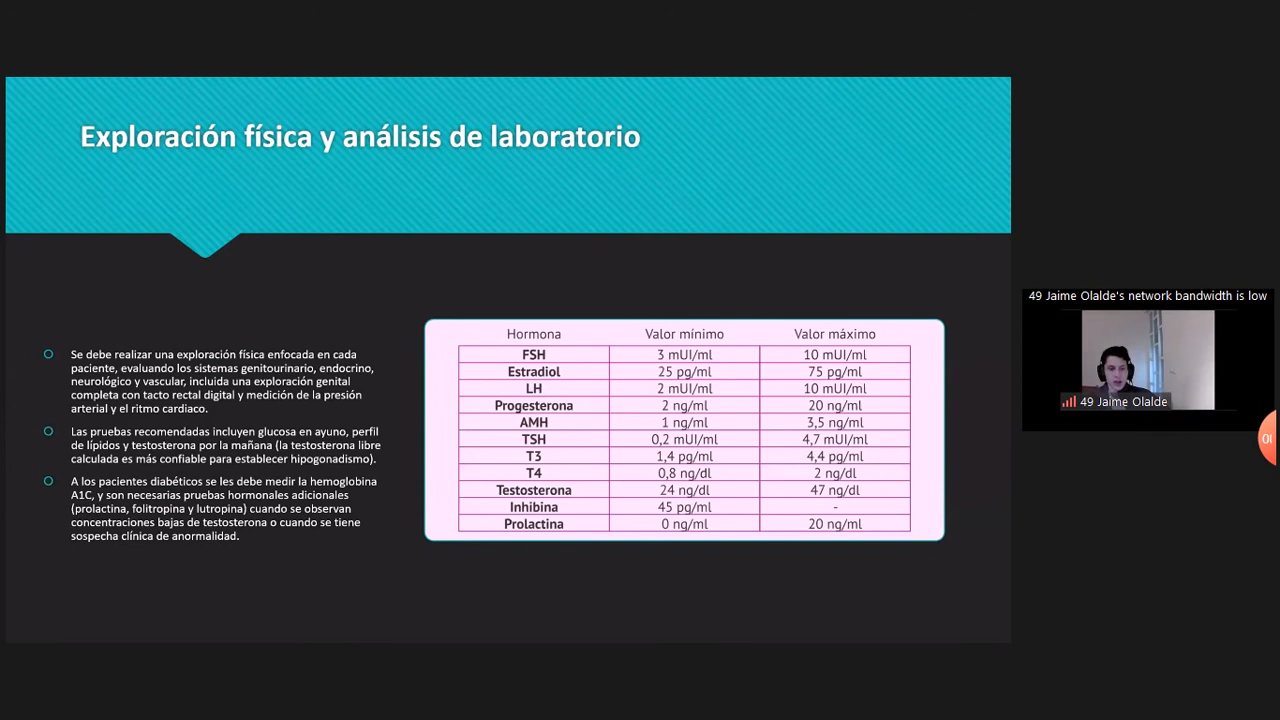 Exploración física y análisis de laboratorio
Se debe realizar una exploración física enfocada en cada
paciente, evaluando los sistemas genitourinario, endocrino,
neurológico y vascular, incluida una exploración genital
completa con tacto rectal digital y medición de la presión
arterial y el ritmo cardiaco.
Las pruebas recomendadas incluyen glucosa en ayuno, perfil
de lípidos y testosterona por la mañana (la testosterona libre
calculada es más confiable para establecer hipogonadismo).
A los pacientes diabéticos se les debe medir la hemoglobina
A1C, y son necesarias pruebas hormonales adicionales
(prolactina, folitropina y lutropina) cuando se observan
concentraciones bajas de testosterona o cuando se tiene
sospecha clínica de anormalidad.
Hormona Valor mínimo Valor máximo
FSH 3 mUI/ml 10 mUI/ml
Estradiol 25 pg/ml 75 pg/ml
LH 2 mUI/ml 10 mUI/ml
Progesterona 2 ng/ml 20 ng/ml
AMH 1 ng/ml 3,5 ng/ml
TSH 0,2 mUI/ml 4,7 mUI/ml
T3 1,4 pg/ml 4,4 pg/ml
T4 0,8 ng/dl 2 ng/dl
Testosterona 24 ng/dl 47 ng/dl
Inhibina 45 pg/ml -
Prolactina 0 ng/ml 20 ng/ml
49 Jaime Olalde's network bandwidth is low
49 Jaime Olalde